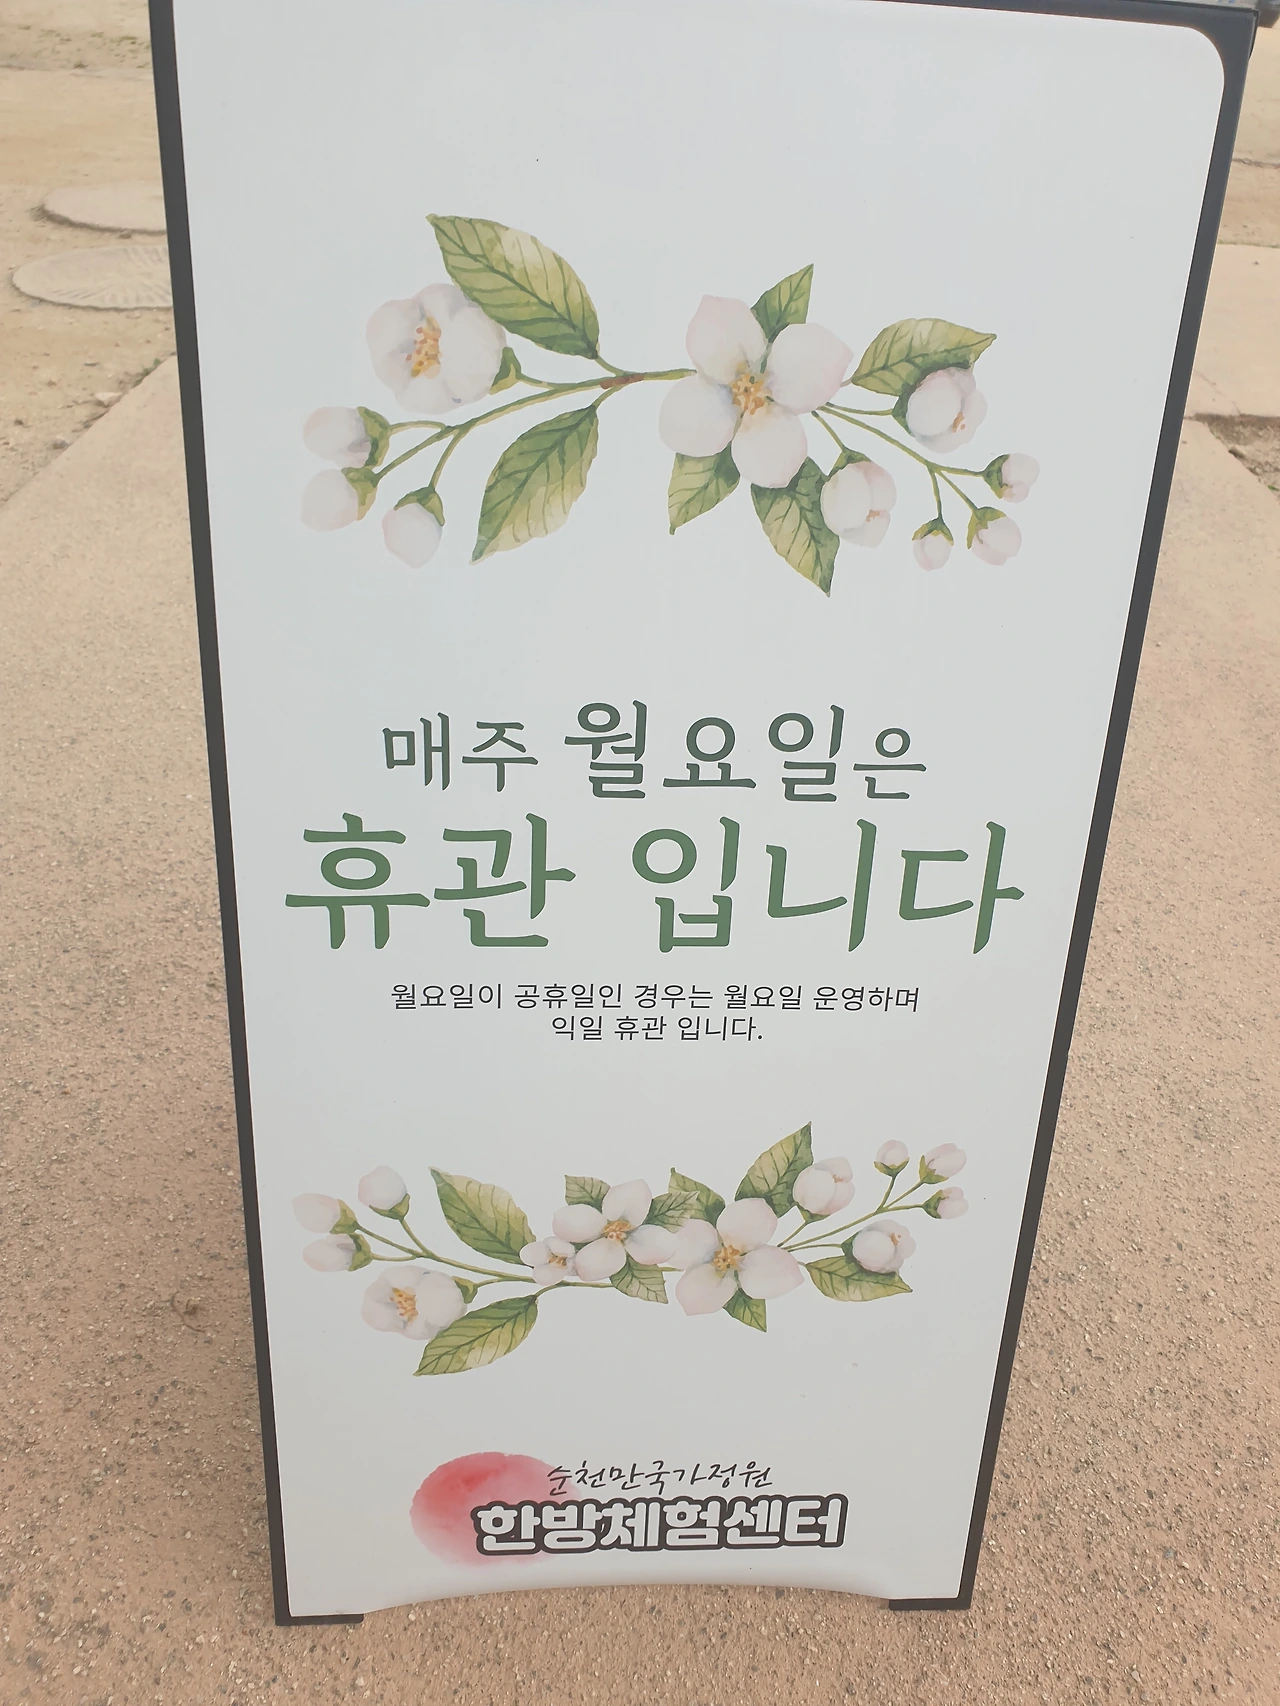 매주 월요일은
휴관 입니다
월요일이 공휴일인 경우는 월요일 운영하며
익일 휴관 입니다.
순천만국가정원
한방체험센터